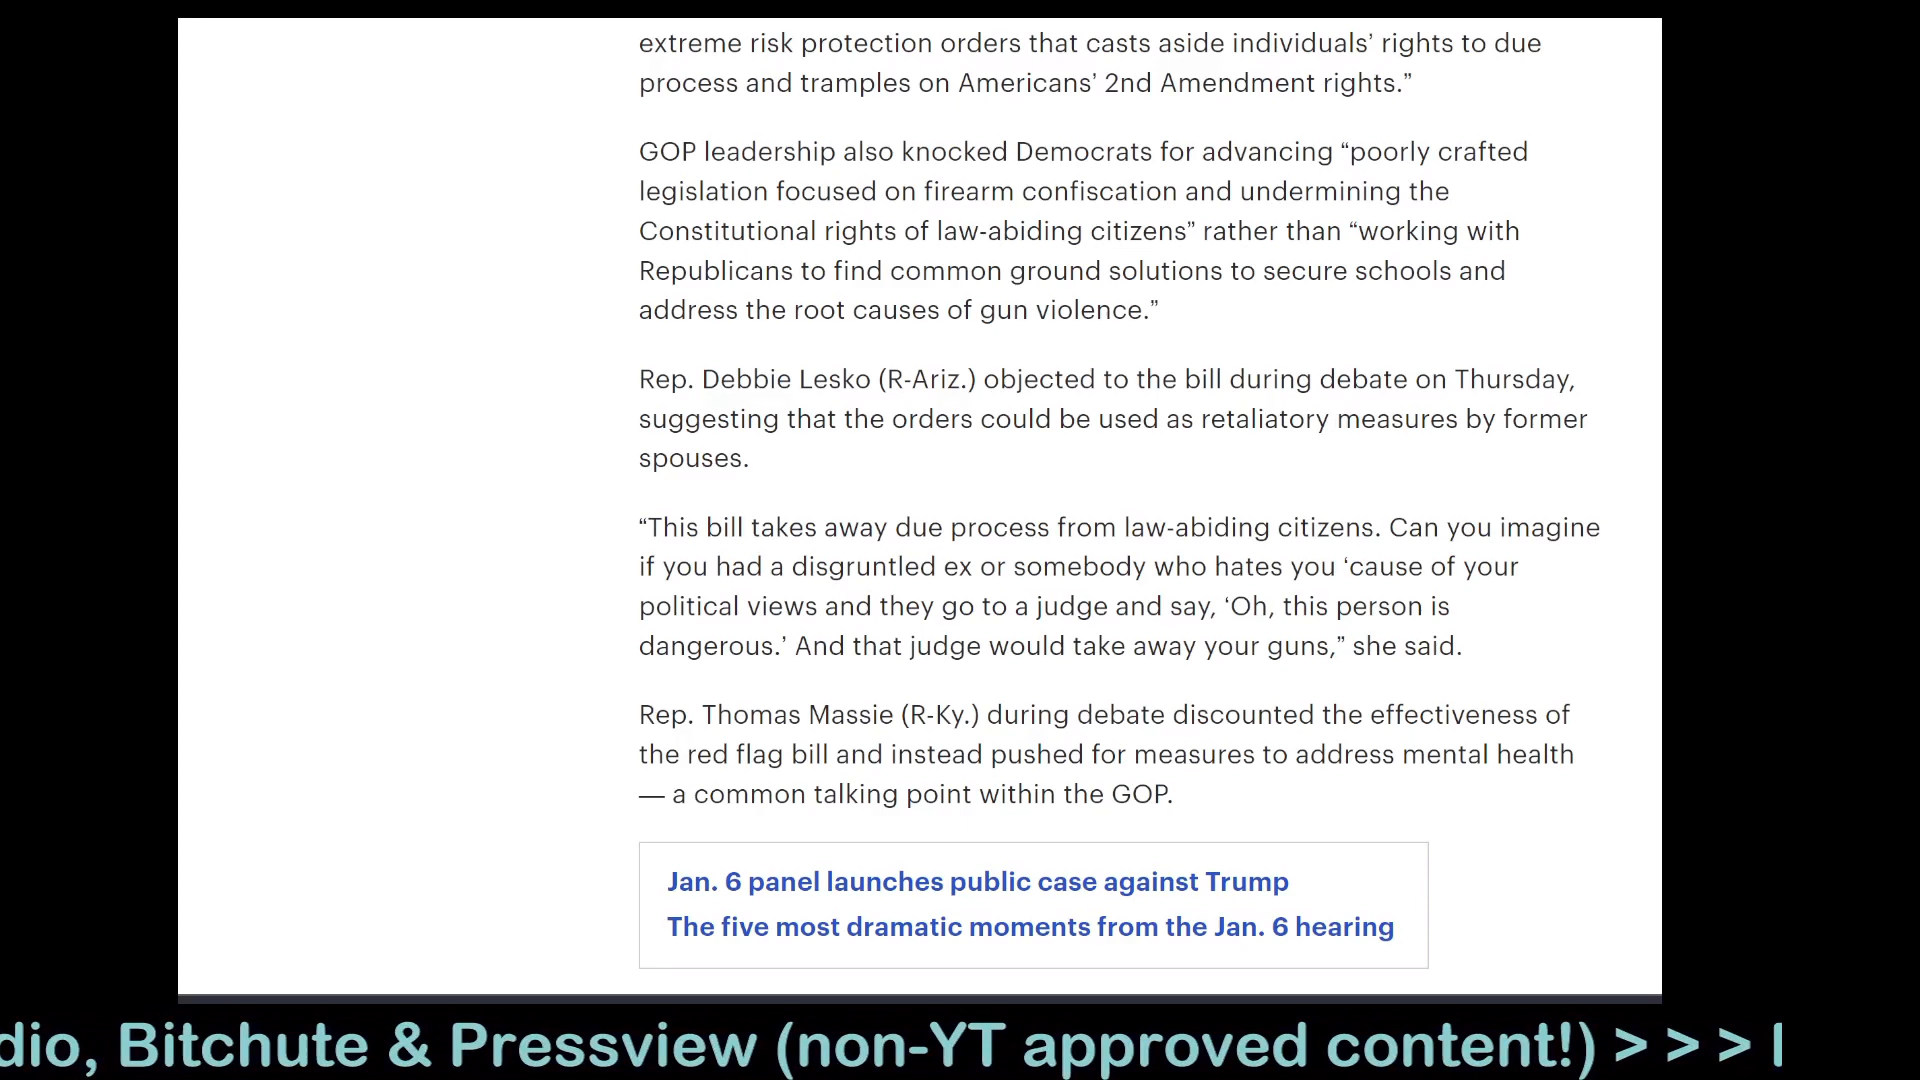 extreme risk protection orders that casts aside individuals’ rights to due
process and tramples on Americans’ 2nd Amendment rights.”
GOP leadership also knocked Democrats for advancing “poorly crafted
legislation focused on firearm confiscation and undermining the
Constitutional rights of law-abiding citizens” rather than “working with
Republicans to find common ground solutions to secure schools and
address the root causes of gun violence.”
Rep. Debbie Lesko (R-Ariz.) objected to the bill during debate on Thursday,
suggesting that the orders could be used as retaliatory measures by former
spouses.
“This bill takes away due process from law-abiding citizens. Can you imagine
if you had a disgruntled ex or somebody who hates you ‘cause of your
political views and they go to a judge and say, ‘Oh, this person is
dangerous.’ And that judge would take away your guns,” she said.
Rep. Thomas Massie (R-Ky.) during debate discounted the effectiveness of
the red flag bill and instead pushed for measures to address mental health
— a common talking point within the GOP.
Jan. 6 panel launches public case against Trump
The five most dramatic moments from the Jan. 6 hearing
dio, Bitchute & Pressview (non-YT approved content!) > > >